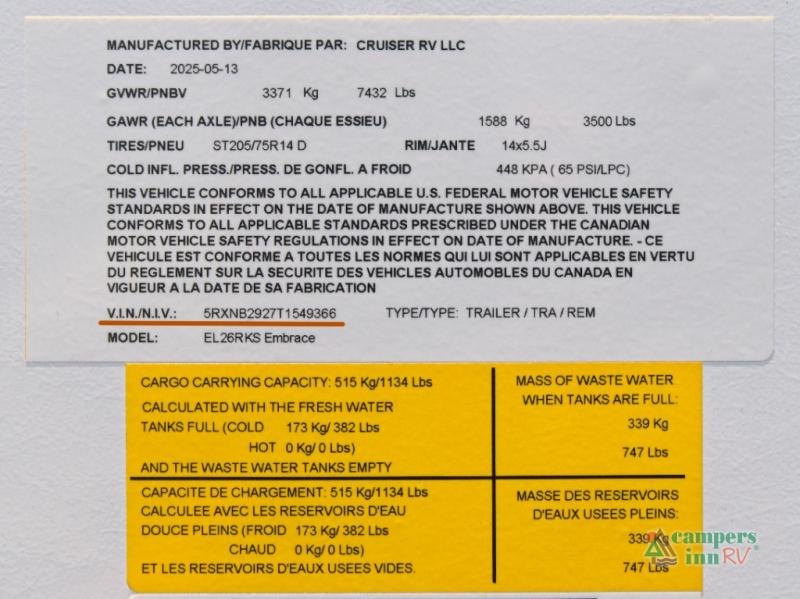 MANUFACTURED BY/FABRIQUE PAR: CRUISER RV LLC
DATE: 2025-05-13
GVWR/PNBV 3371 Kg 7432 Lbs
GAWR (EACH AXLE)/PNB (CHAQUE ESSIEU) 1588 Kg 3500 Lbs
TIRES/PNEU ST205/75R14 D RIM/JANTE 14x5.5J
COLD INFL. PRESS./PRESS. DE GONFL. A FROID 448 KPA ( 65 PSI/LPC)
THIS VEHICLE CONFORMS TO ALL APPLICABLE U.S. FEDERAL MOTOR VEHICLE SAFETY
STANDARDS IN EFFECT ON THE DATE OF MANUFACTURE SHOWN ABOVE. THIS VEHICLE
CONFORMS TO ALL APPLICABLE STANDARDS PRESCRIBED UNDER THE CANADIAN
MOTOR VEHICLE SAFETY REGULATIONS IN EFFECT ON DATE OF MANUFACTURE. - CE
VEHICULE EST CONFORME A TOUTES LES NORMES QUI LUI SONT APPLICABLES EN VERTU
DU REGLEMENT SUR LA SECURITE DES VEHICLES AUTOMOBILES DU CANADA EN
VIGUEUR A LA DATE DE SA FABRICATION
V.I.N./N.I.V.: 5RXNB2927T1549366 TYPE/TYPE: TRAILER / TRA / REM
MODEL: EL26RKS Embrace
CARGO CARRYING CAPACITY: 515 Kg/1134 Lbs
CALCULATED WITH THE FRESH WATER
TANKS FULL (COLD 173 Kg/ 382 Lbs
HOT 0 Kg/ 0 Lbs)
AND THE WASTE WATER TANKS EMPTY
MASS OF WASTE WATER
WHEN TANKS ARE FULL:
339 Kg
747 Lbs
CAPACITE DE CHARGEMENT: 515 Kg/1134 Lbs
CALCULEE AVEC LES RESERVOIRS D'EAU
DOUCE PLEINS (FROID 173 Kg/ 382 Lbs
CHAUD 0 Kg/ 0 Lbs)
ET LES RESERVOIRS D'EAUX USEES VIDES.
MASSE DES RESERVOIRS
D'EAUX USEES PLEINS:
339 Kg
747 Lbs
campers
inn RV